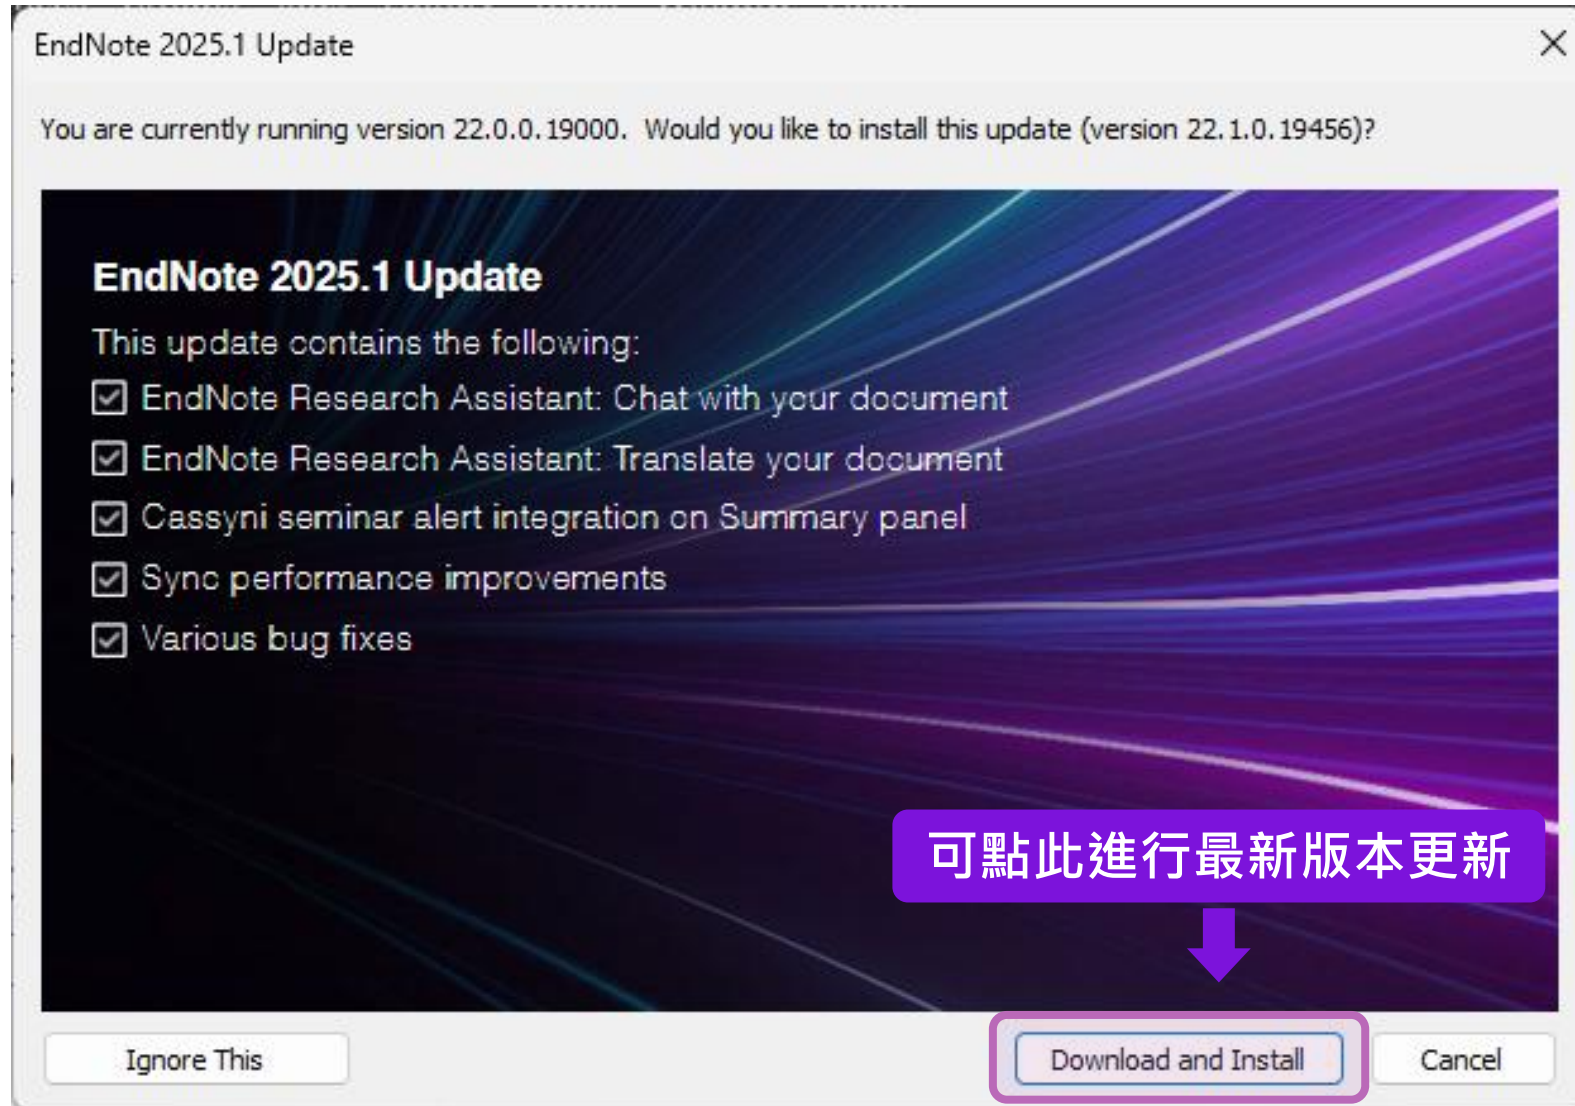 EndNote 2025.1 Update
You are currently running version 22.0.0.19000. Would you like to install this update (version 22.1.0.19456)?
EndNote 2025.1 Update
This update contains the following:
EndNote Research Assistant: Chat with your document
EndNote Research Assistant: Translate your document
Cassyni seminar alert integration on Summary panel
Sync performance improvements
Various bug fixes
可點此進行最新版本更新
Ignore This
Download and Install
Cancel